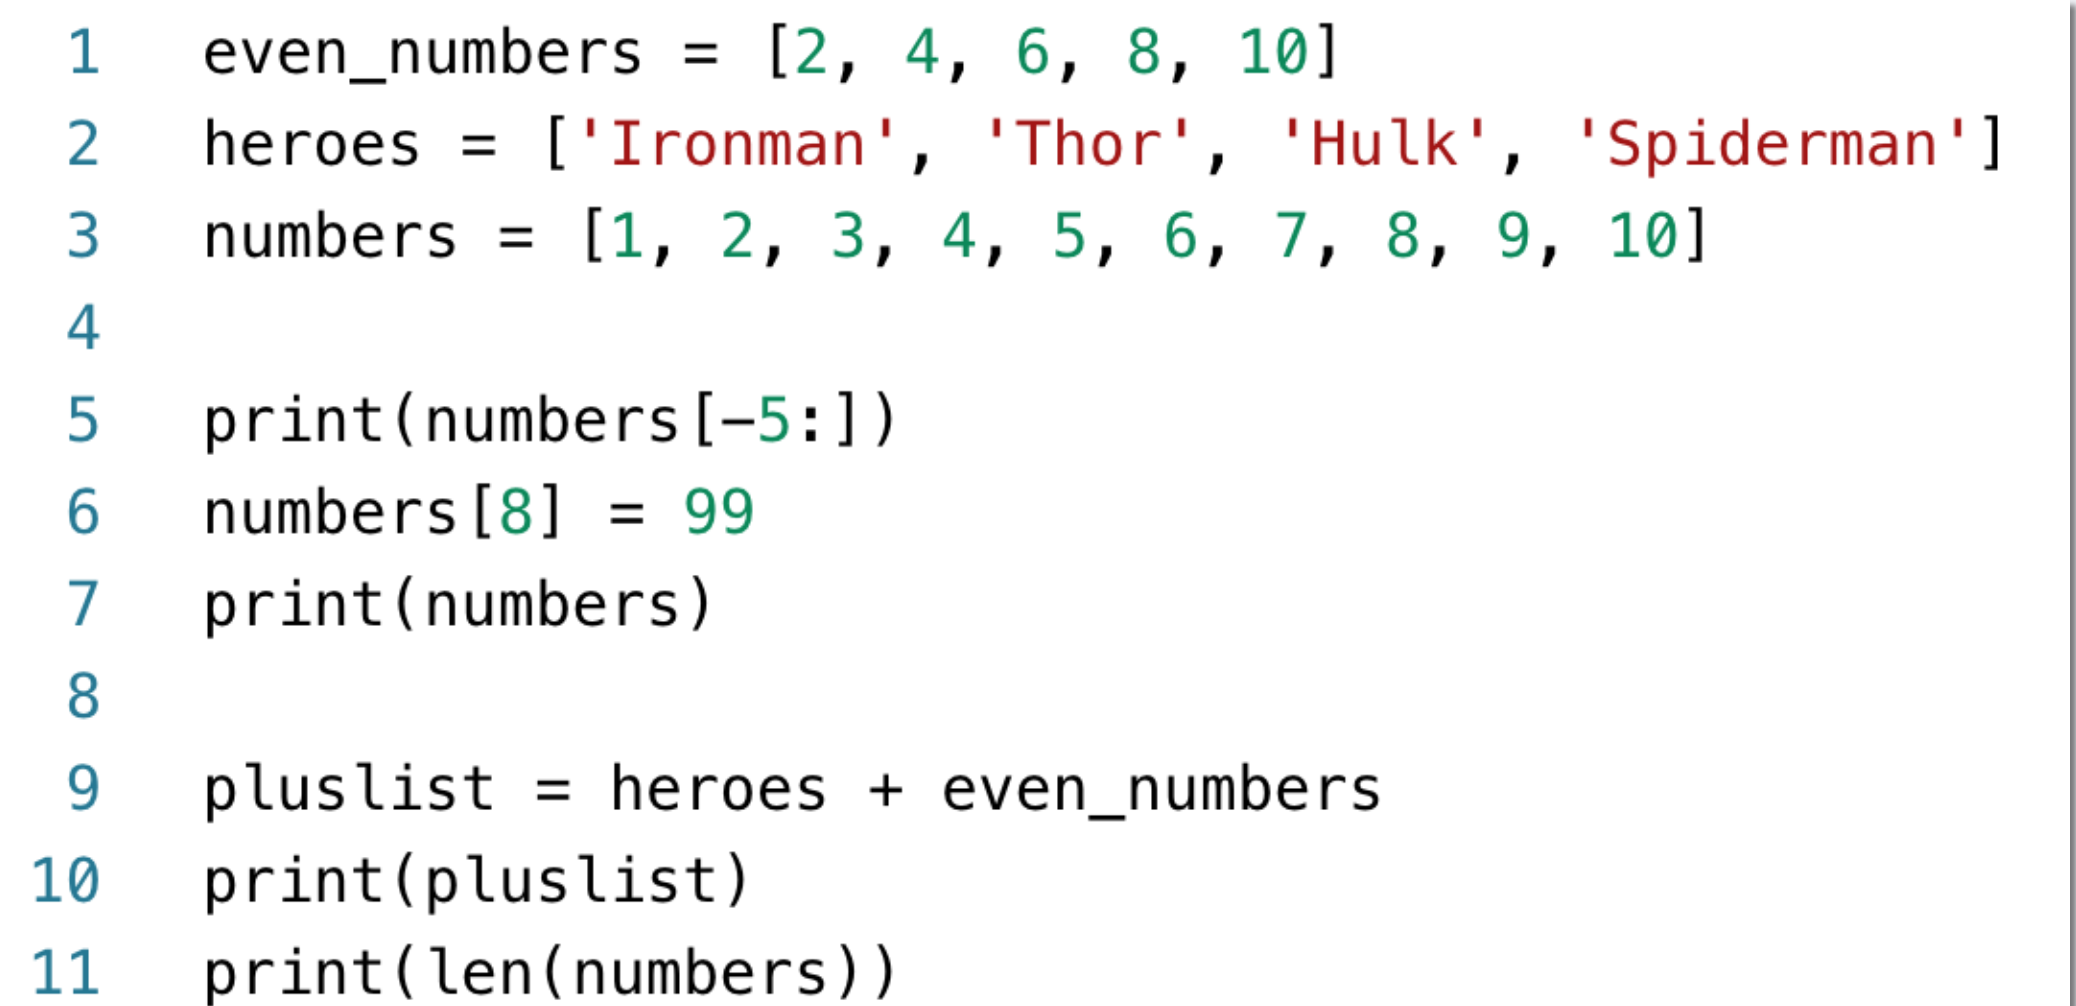 1 even_numbers = [2, 4, 6, 8, 10]
2 heroes = ['Ironman', 'Thor', 'Hulk', 'Spiderman']
3 numbers = [1, 2, 3, 4, 5, 6, 7, 8, 9, 10]
4
5 print(numbers[-5:])
6 numbers[8] = 99
7 print(numbers)
8
9 pluslist = heroes + even_numbers
10 print(pluslist)
11 print(len(numbers))